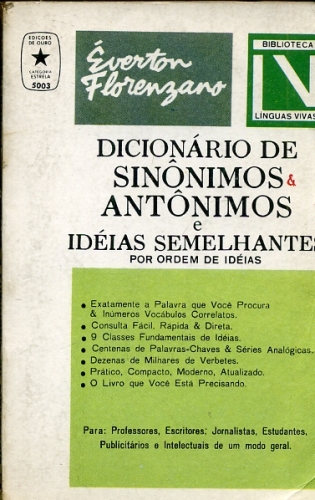 EDIÇÕES
DE OURO
CATEGORIA
ESTRELA
5003
Éverton
Florenzano
BIBLIOTECA
LV
LÍNGUAS VIVAS
DICIONÁRIO DE
SINÔNIMOS &
ANTÔNIMOS
e
IDÉIAS SEMELHANTES
POR ORDEM DE IDÉIAS
• Exatamente a Palavra que Você Procura
& Inúmeros Vocábulos Correlatos.
• Consulta Fácil, Rápida & Direta.
• 9 Classes Fundamentais de Idéias.
• Centenas de Palavras-Chaves & Séries Analógicas.
• Dezenas de Milhares de Verbetes.
• Prático, Compacto, Moderno, Atualizado.
• O Livro que Você Está Precisando.
Para: Professores, Escritores: Jornalistas, Estudantes,
Publicitários e Intelectuais de um modo geral.